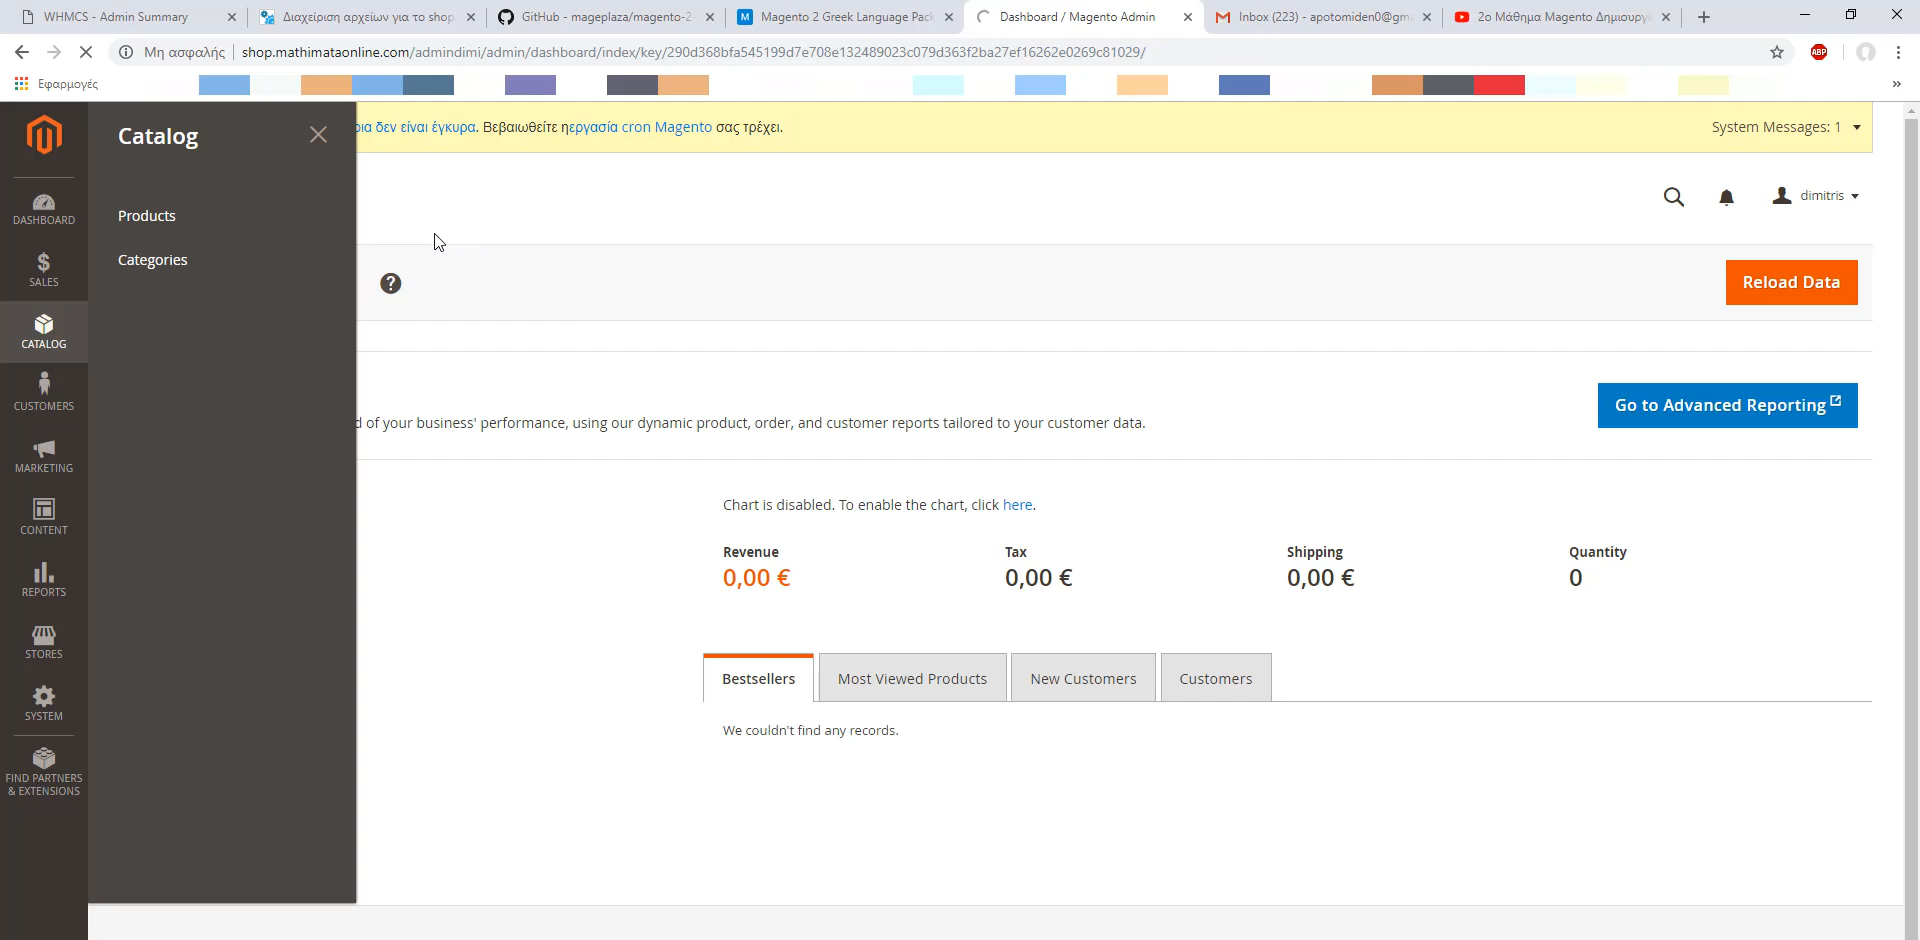 WHMCS - Admin Summary
Διαχείριση αρχείων για το shop.
GitHub - mageplaza/magento-2-
Magento 2 Greek Language Pack
Dashboard / Magento Admin
Inbox (223) - apotomiden0@gm
2ο Μάθημα Magento Δημιουργ
Μη ασφαλής
shop.mathimataonline.com/admindimi/admin/dashboard/index/key/290d368bfa545199d7e708e132489023c079d363f2ba27ef16262e0269c81029/
ABP
Εφαρμογές
»
Catalog
Products
Categories
DASHBOARD
SALES
CATALOG
CUSTOMERS
MARKETING
CONTENT
REPORTS
STORES
SYSTEM
FIND PARTNERS
& EXTENSIONS
ρια δεν είναι έγκυρα. Βεβαιωθείτε ηεργασία cron Magento σας τρέχει.
System Messages: 1
dimitris
?
Reload Data
Go to Advanced Reporting
d of your business' performance, using our dynamic product, order, and customer reports tailored to your customer data.
Chart is disabled. To enable the chart, click here.
Revenue
0,00 €
Tax
0,00 €
Shipping
0,00 €
Quantity
0
Bestsellers
Most Viewed Products
New Customers
Customers
We couldn't find any records.